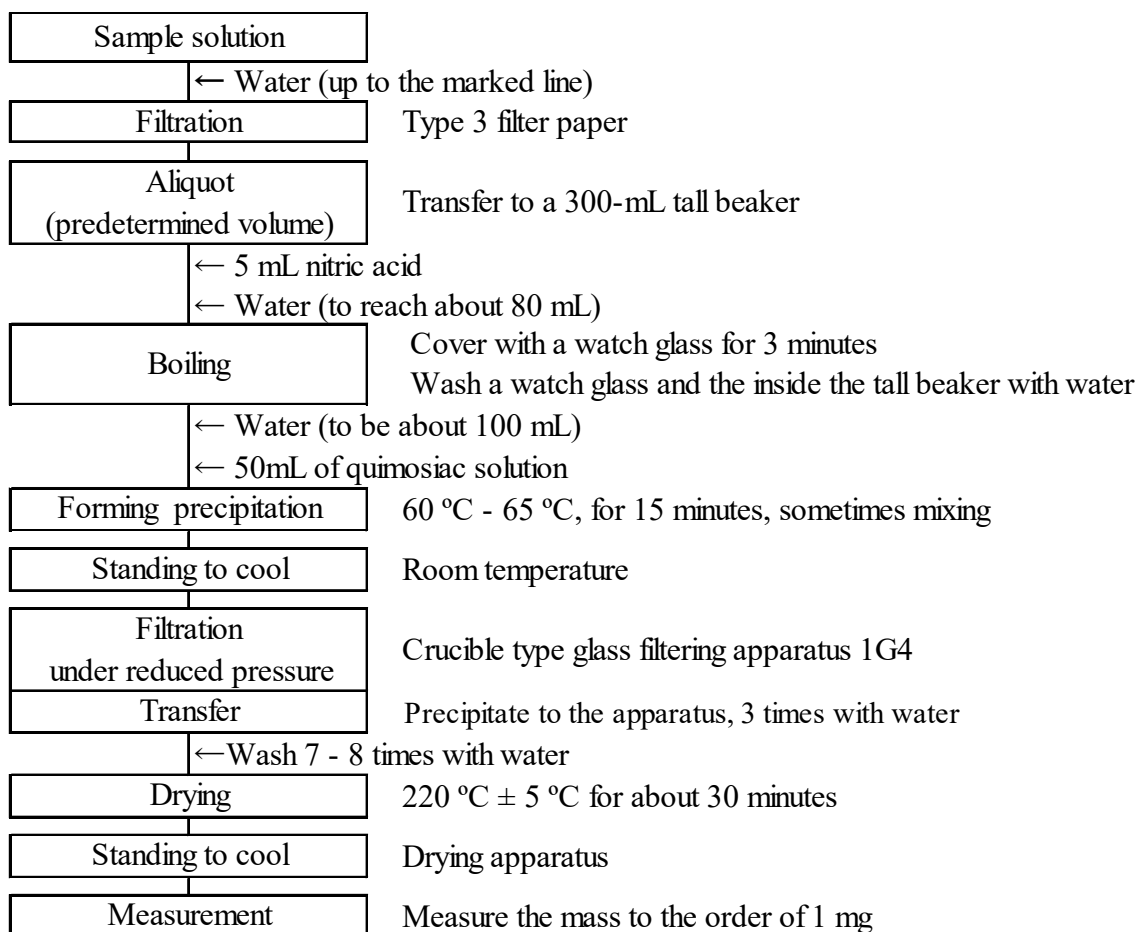 Sample solution
← Water (up to the marked line)
Filtration Type 3 filter paper
Aliquot
(predetermined volume) Transfer to a 300-mL tall beaker
← 5 mL nitric acid
← Water (to reach about 80 mL)
Boiling
Cover with a watch glass for 3 minutes
Wash a watch glass and the inside the tall beaker with water
← Water (to be about 100 mL)
← 50mL of quimosiac solution
Forming precipitation 60 ºC - 65 ºC, for 15 minutes, sometimes mixing
Standing to cool Room temperature
Filtration
under reduced pressure Crucible type glass filtering apparatus 1G4
Transfer Precipitate to the apparatus, 3 times with water
←Wash 7 - 8 times with water
Drying 220 ºC ± 5 ºC for about 30 minutes
Standing to cool Drying apparatus
Measurement Measure the mass to the order of 1 mg